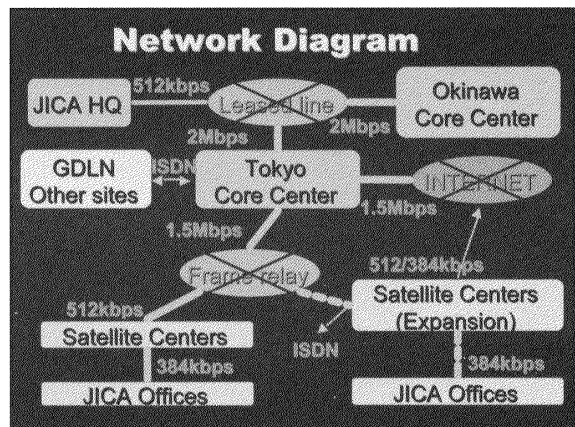 Network Diagram
512kbps
JICA HQ
Leased line
Okinawa
Core Center
2Mbps
2Mbps
GDLN
Other sites
ISDN
Tokyo
Core Center
INTERNET
1.5Mbps
1.5Mbps
Frame relay
512/384kbps
512kbps
Satellite Centers
(Expansion)
Satellite Centers
ISDN
384kbps
384kbps
JICA Offices
JICA Offices